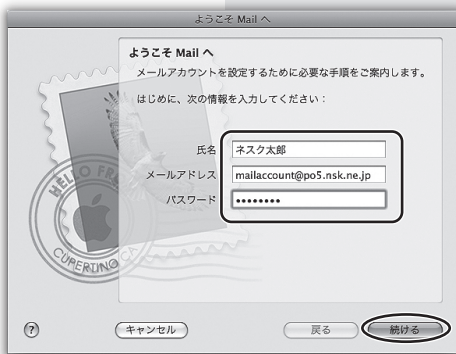 ようこそ Mail へ
ようこそ Mail へ
メールアカウントを設定するために必要な手順をご案内します。
はじめに、次の情報を入力してください：
氏名 ネスク太郎
メールアドレス mailaccount@po5.nsk.ne.jp
パスワード ••••••••
HELLO FR
CUPERTINO CA
? キャンセル 戻る 続ける